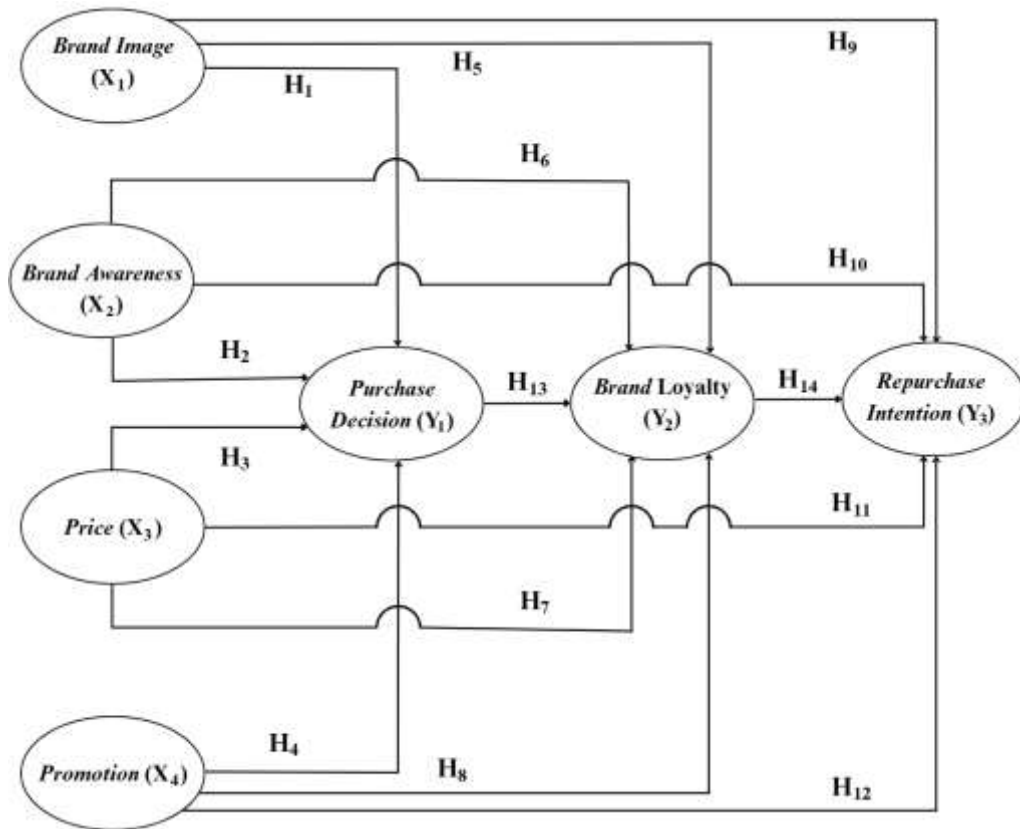 Brand Image
(X₁)
H₉
H₅
H₁
H₆
Brand Awareness
(X₂)
H₁₀
H₂
Purchase
Decision (Y₁)
H₁₃
Brand Loyalty
(Y₂)
H₁₄
Repurchase
Intention (Y₃)
H₃
Price (X₃)
H₁₁
H₇
H₄
Promotion (X₄)
H₈
H₁₂